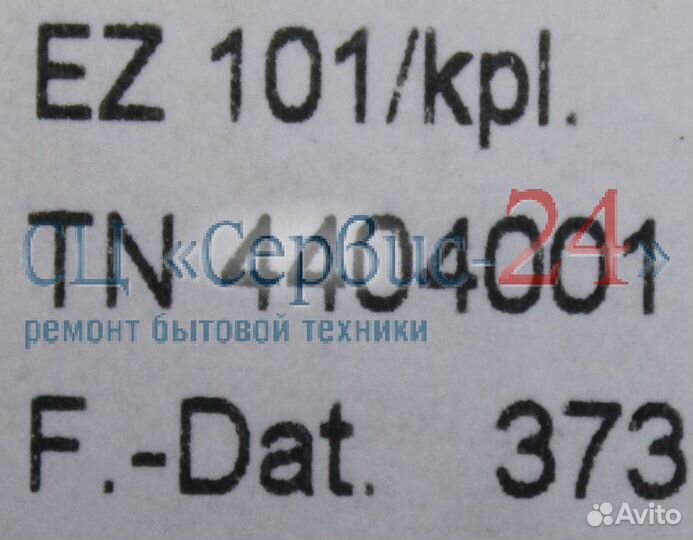 EZ 101/kpl.
TN 4404001
СЦ «Сервис-24»
ремонт бытовой техники
F.-Dat. 373
Avito